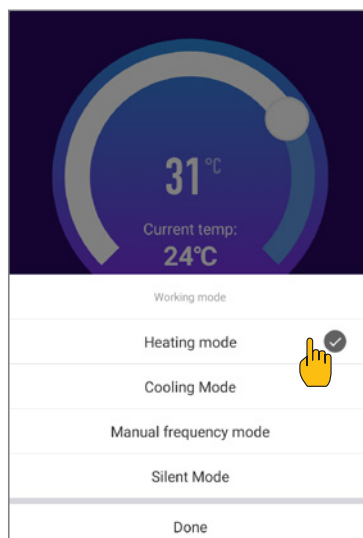 31°C
Current temp:
24°C
Working mode
Heating mode
Cooling Mode
Manual frequency mode
Silent Mode
Done